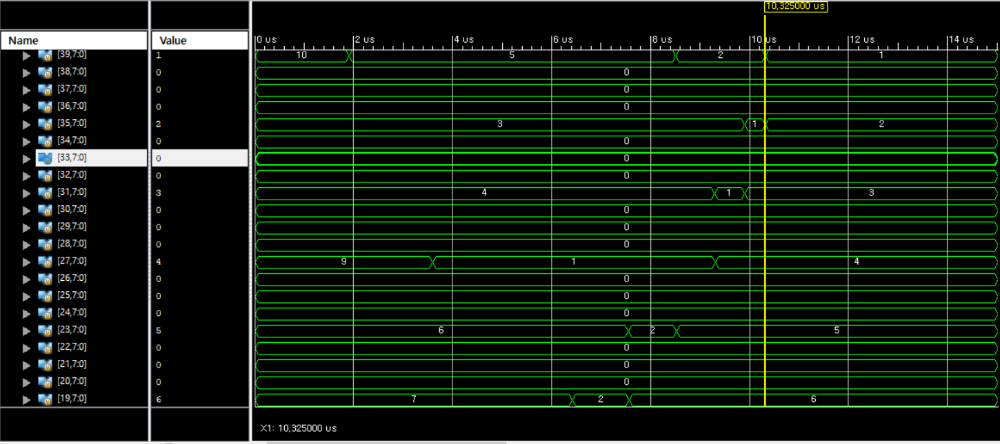 10,325000 us
Name Value 0 us 2 us 4 us 6 us 8 us 10 us 12 us 14 us
[39,7:0] 1 10 5 2 1
[38,7:0] 0 0
[37,7:0] 0 0
[36,7:0] 0 0
[35,7:0] 2 3 1 2
[34,7:0] 0 0
[33,7:0] 0 0
[32,7:0] 0 0
[31,7:0] 3 4 1 3
[30,7:0] 0 0
[29,7:0] 0 0
[28,7:0] 0 0
[27,7:0] 4 9 1 4
[26,7:0] 0 0
[25,7:0] 0 0
[24,7:0] 0 0
[23,7:0] 5 6 2 5
[22,7:0] 0 0
[21,7:0] 0 0
[20,7:0] 0 0
[19,7:0] 6 7 2 6
X1: 10,325000 us